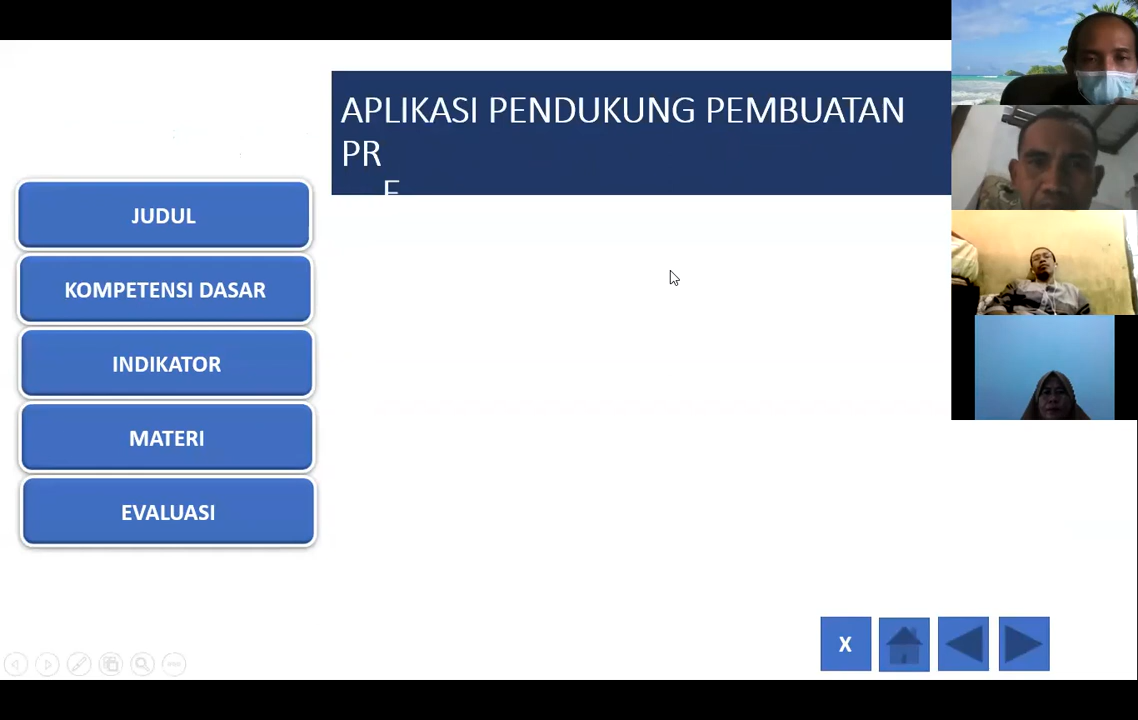 APLIKASI PENDUKUNG PEMBUATAN
PR
E
JUDUL
KOMPETENSI DASAR
INDIKATOR
MATERI
EVALUASI
X